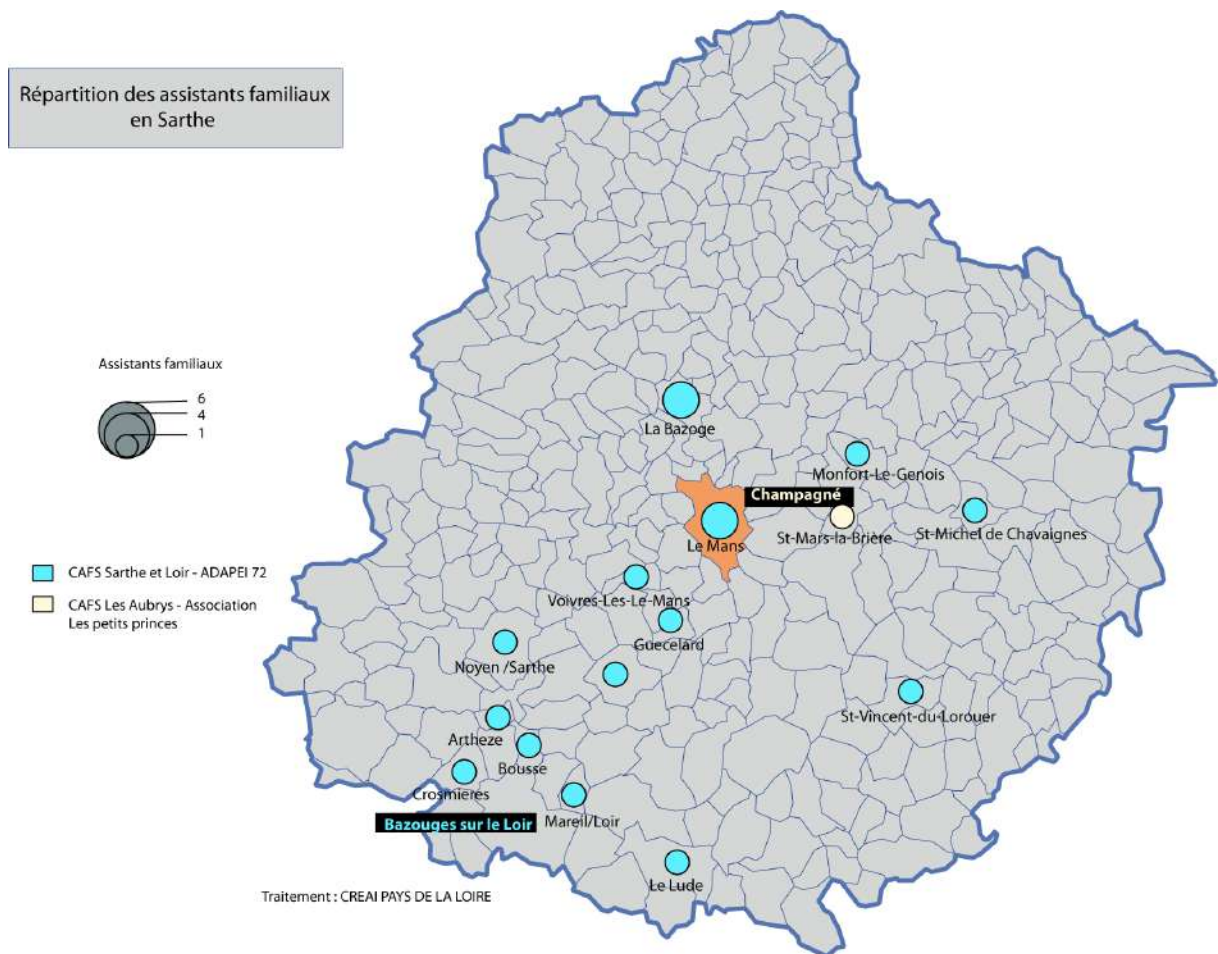 Répartition des assistants familiaux
en Sarthe
Assistants familiaux
6
4
1
CAFS Sarthe et Loir - ADAPEI 72
CAFS Les Aubrys - Association
Les petits princes
La Bazoge
Monfort-Le-Genois
Champagné
Le Mans
St-Mars-la-Brière
St-Michel de Chavaignes
Voivres-Les-Le-Mans
Guecelard
Noyen /Sarthe
St-Vincent-du-Lorouer
Artheze
Bousse
Crosmieres
Mareil/Loir
Bazouges sur le Loir
Le Lude
Traitement : CREAI PAYS DE LA LOIRE